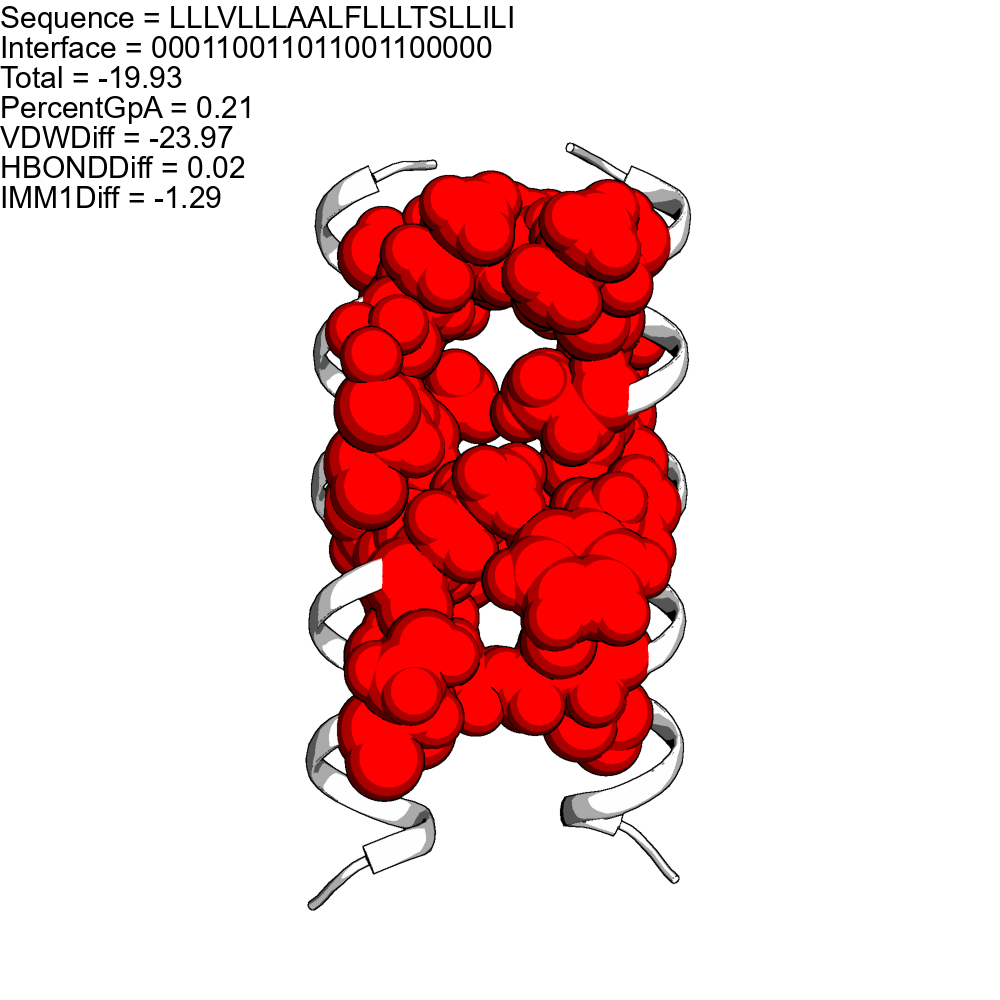 Sequence = LLLVLLLAALFLLLTSLLILI
Interface = 000110011011001100000
Total = -19.93
PercentGpA = 0.21
VDWDiff = -23.97
HBONDDiff = 0.02
IMM1Diff = -1.29